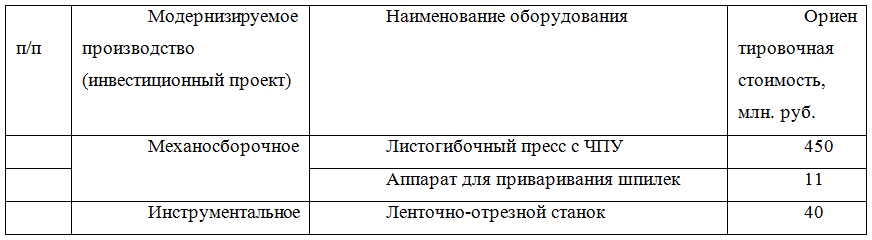 п/п
Модернизируемое
производство
(инвестиционный проект)
Наименование оборудования
Ориен
тировочная
стоимость,
млн. руб.
Механосборочное
Листогибочный пресс с ЧПУ
450
Аппарат для приваривания шпилек
11
Инструментальное
Ленточно-отрезной станок
40